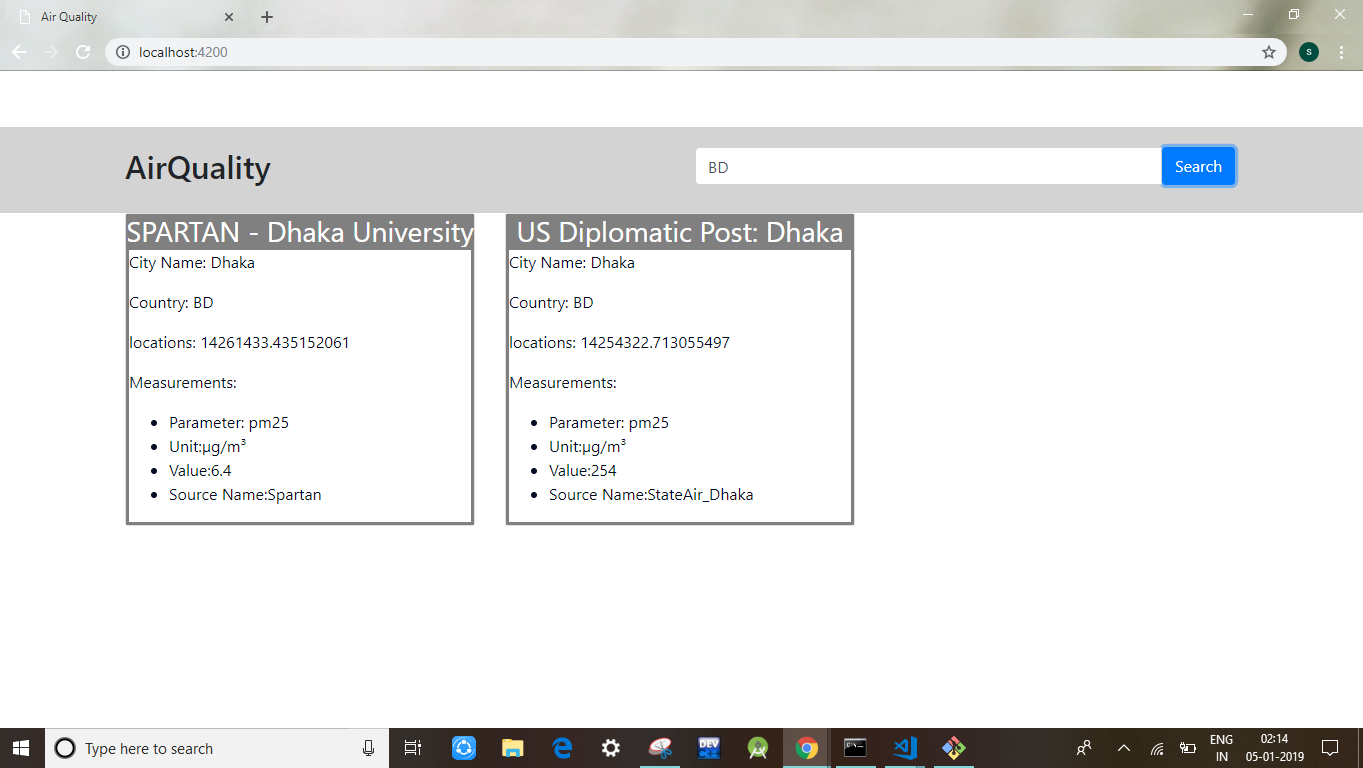 Air Quality
localhost:4200
S
AirQuality
BD
Search
SPARTAN - Dhaka University
City Name: Dhaka
Country: BD
locations: 14261433.435152061
Measurements:
Parameter: pm25
Unit:µg/m³
Value:6.4
Source Name:Spartan
US Diplomatic Post: Dhaka
City Name: Dhaka
Country: BD
locations: 14254322.713055497
Measurements:
Parameter: pm25
Unit:µg/m³
Value:254
Source Name:StateAir_Dhaka
Type here to search
DEV
ENG
IN
02:14
05-01-2019